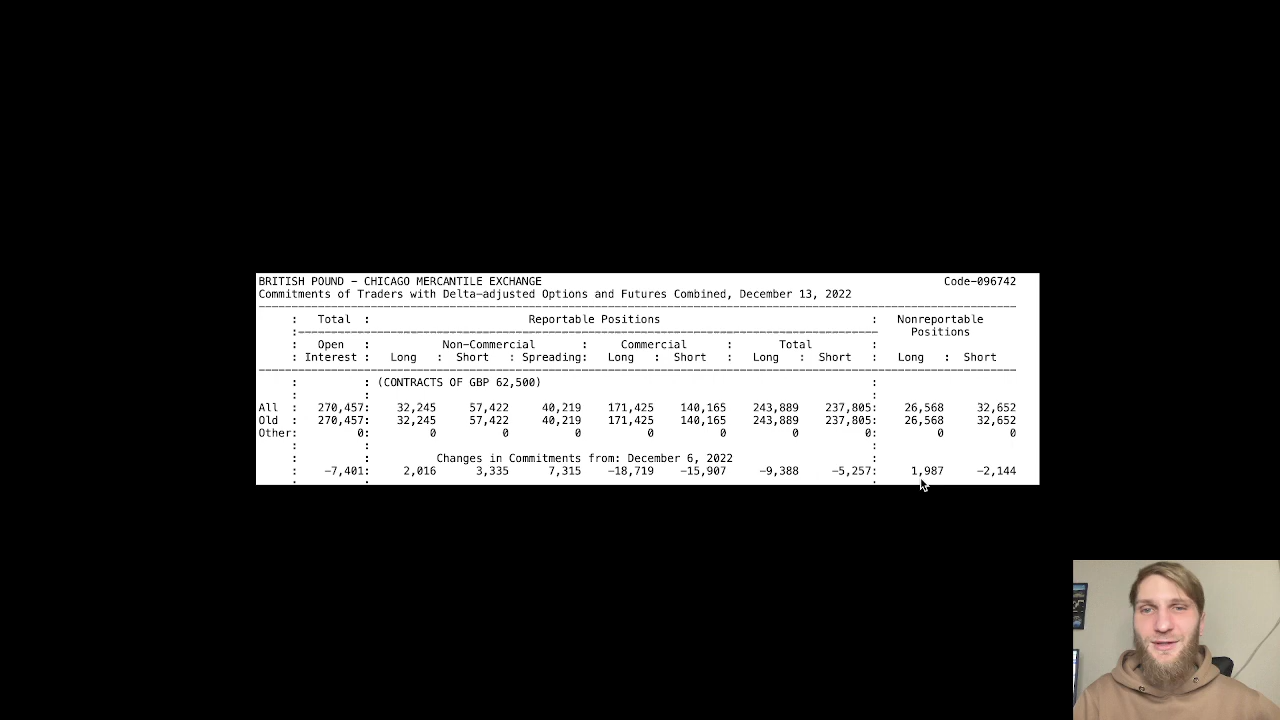 BRITISH POUND - CHICAGO MERCANTILE EXCHANGE Code-096742
Commitments of Traders with Delta-adjusted Options and Futures Combined, December 13, 2022
: Total : Reportable Positions : Nonreportable
Positions
: Open : Non-Commercial : Commercial : Total :
: Interest : Long : Short : Spreading: Long : Short : Long : Short : Long : Short
: : (CONTRACTS OF GBP 62,500) :
All : 270,457: 32,245 57,422 40,219 171,425 140,165 243,889 237,805: 26,568 32,652
Old : 270,457: 32,245 57,422 40,219 171,425 140,165 243,889 237,805: 26,568 32,652
Other: 0: 0 0 0 0 0 0 0: 0 0
: : Changes in Commitments from: December 6, 2022 :
: -7,401: 2,016 3,335 7,315 -18,719 -15,907 -9,388 -5,257: 1,987 -2,144